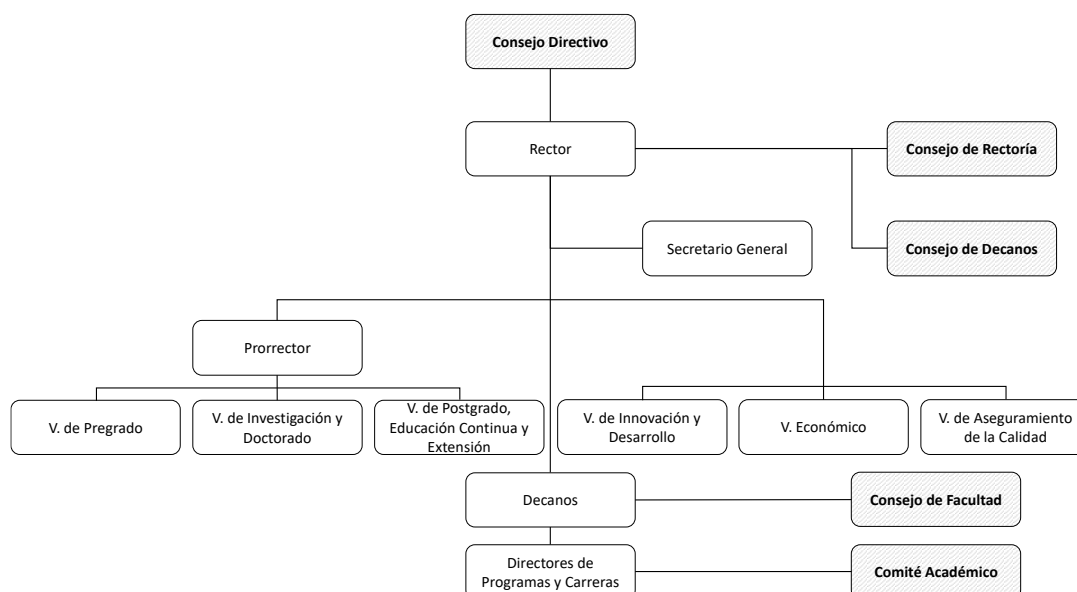 Consejo Directivo
Rector
Consejo de Rectoría
Secretario General
Consejo de Decanos
Prorrector
V. de Pregrado
V. de Investigación y
Doctorado
V. de Postgrado,
Educación Continua y
Extensión
V. de Innovación y
Desarrollo
V. Económico
V. de Aseguramiento
de la Calidad
Decanos
Consejo de Facultad
Directores de
Programas y Carreras
Comité Académico